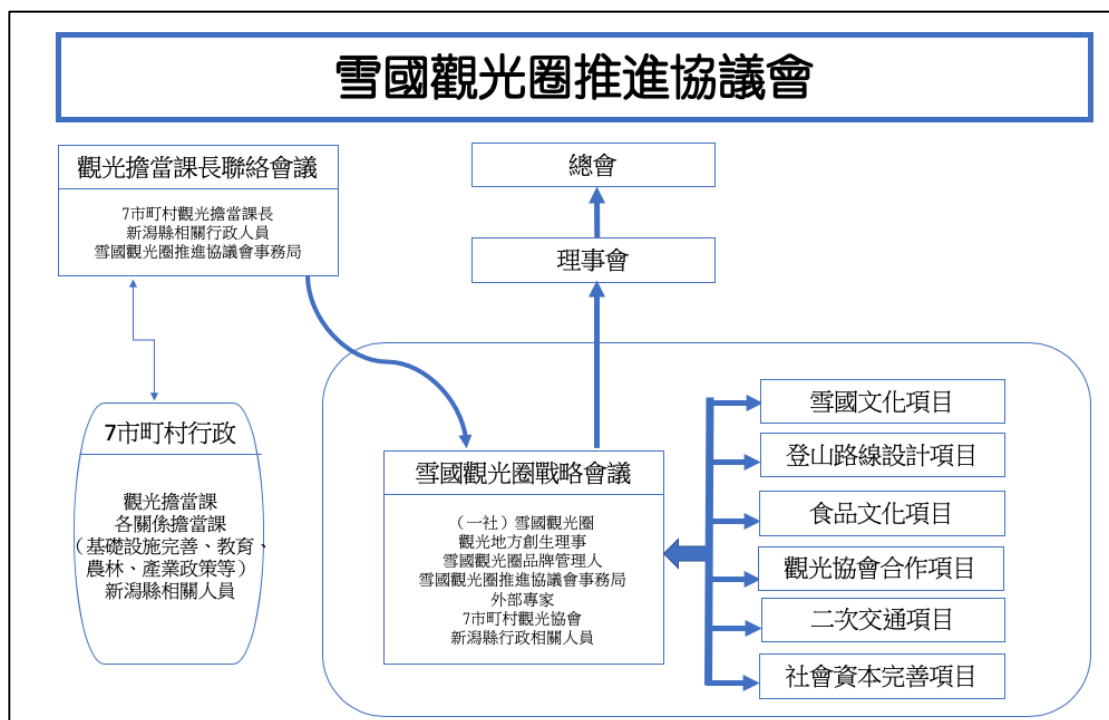 雪國觀光圈推進協議會
觀光擔當課長聯絡會議
7市町村觀光擔當課長
新潟縣相關行政人員
雪國觀光圈推進協議會事務局
總會
理事會
7市町村行政
觀光擔當課
各關係擔當課
（基礎設施完善、教育、
農林、產業政策等）
新潟縣相關人員
雪國觀光圈戰略會議
（一社）雪國觀光圈
觀光地方創生理事
雪國觀光圈品牌管理人
雪國觀光圈推進協議會事務局
外部專家
7市町村觀光協會
新潟縣行政相關人員
雪國文化項目
登山路線設計項目
食品文化項目
觀光協會合作項目
二次交通項目
社會資本完善項目